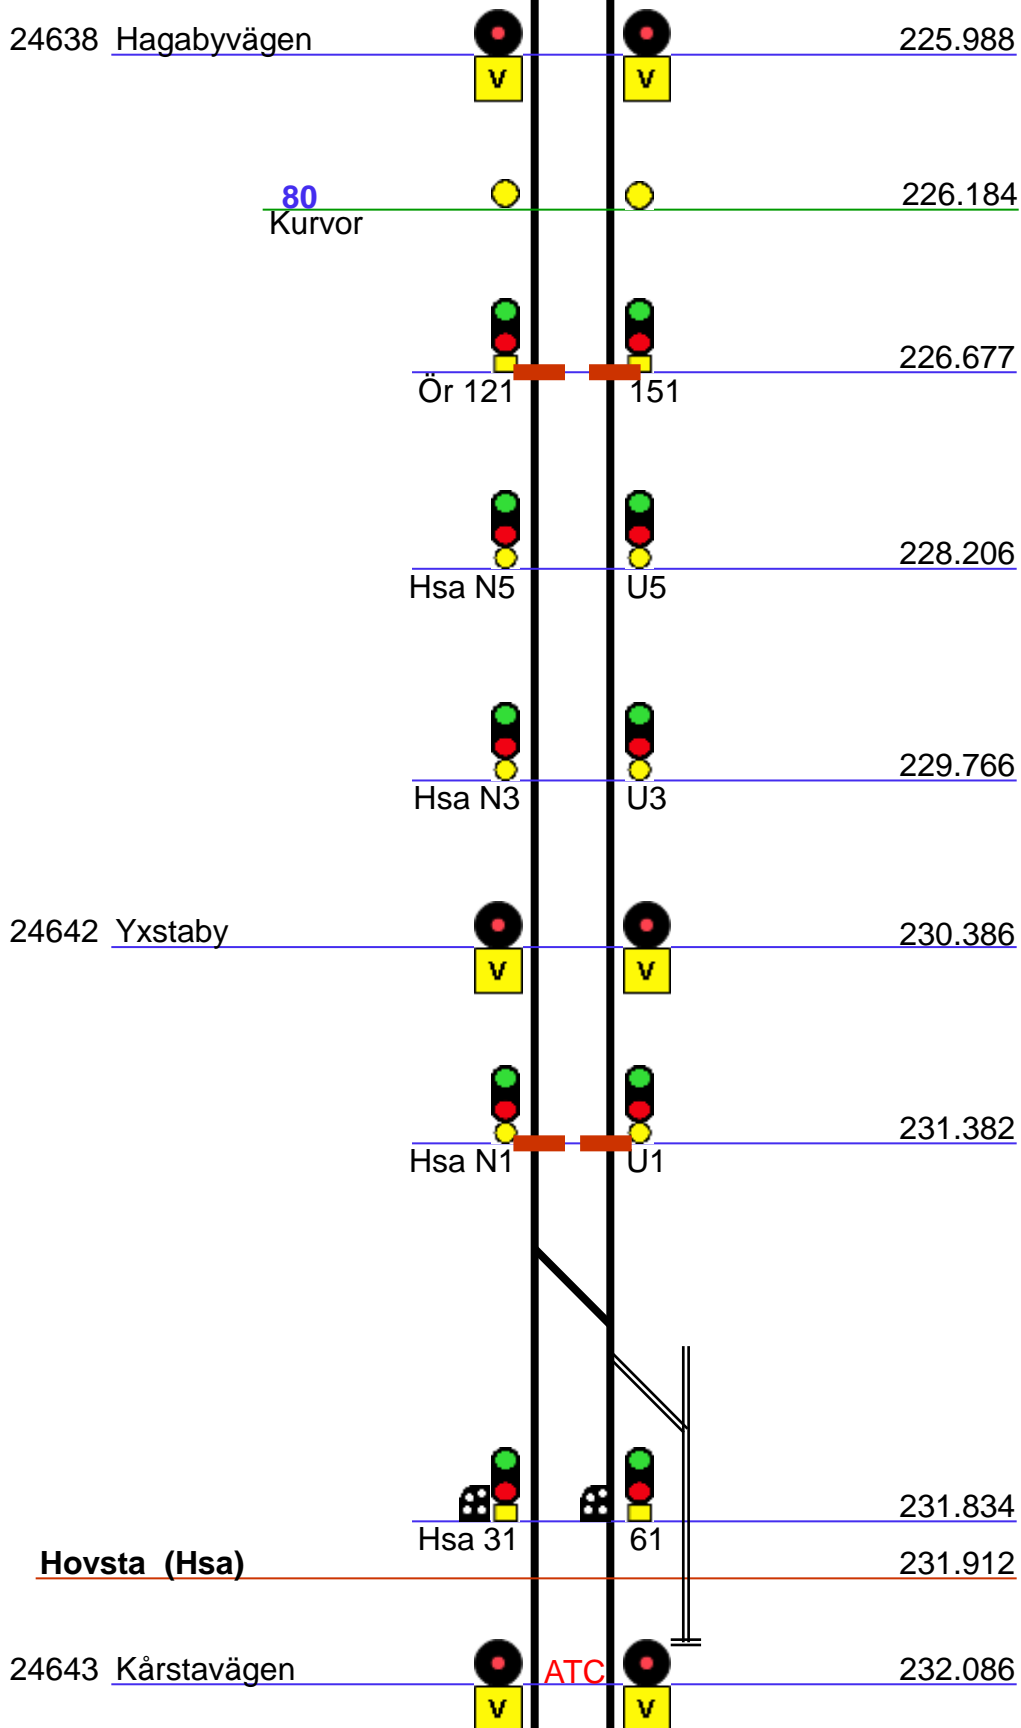 24638 Hagabyvägen 225.988
V V
80 226.184
Kurvor
226.677
Ör 121 151
228.206
Hsa N5 U5
229.766
Hsa N3 U3
24642 Yxstaby 230.386
V V
231.382
Hsa N1 U1
231.834
Hsa 31 61
Hovsta (Hsa) 231.912
24643 Kårstavägen ATC 232.086
V V